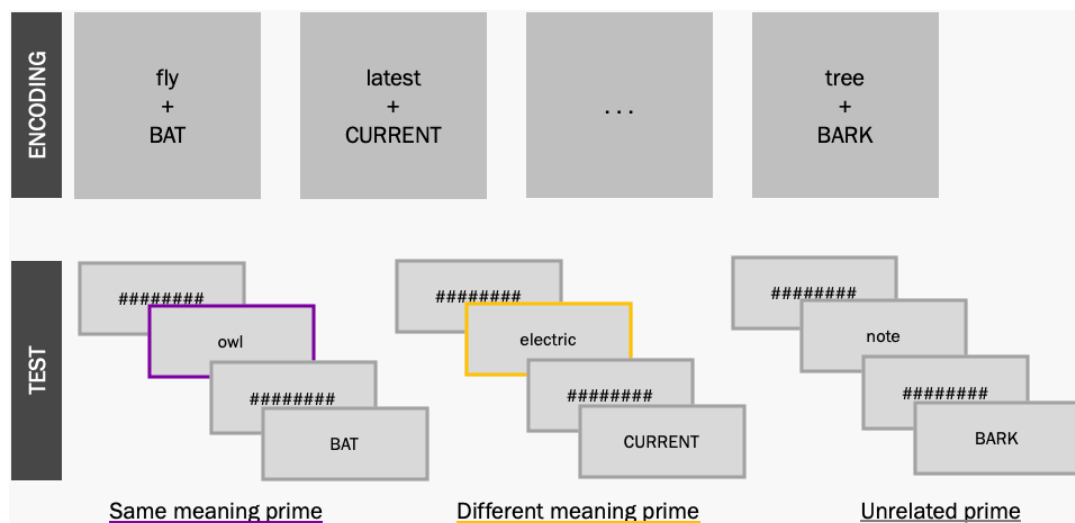 ENCODING
fly
+
BAT
latest
+
CURRENT
...
tree
+
BARK
TEST
########
owl
########
BAT
########
electric
########
CURRENT
########
note
########
BARK
Same meaning prime
Different meaning prime
Unrelated prime